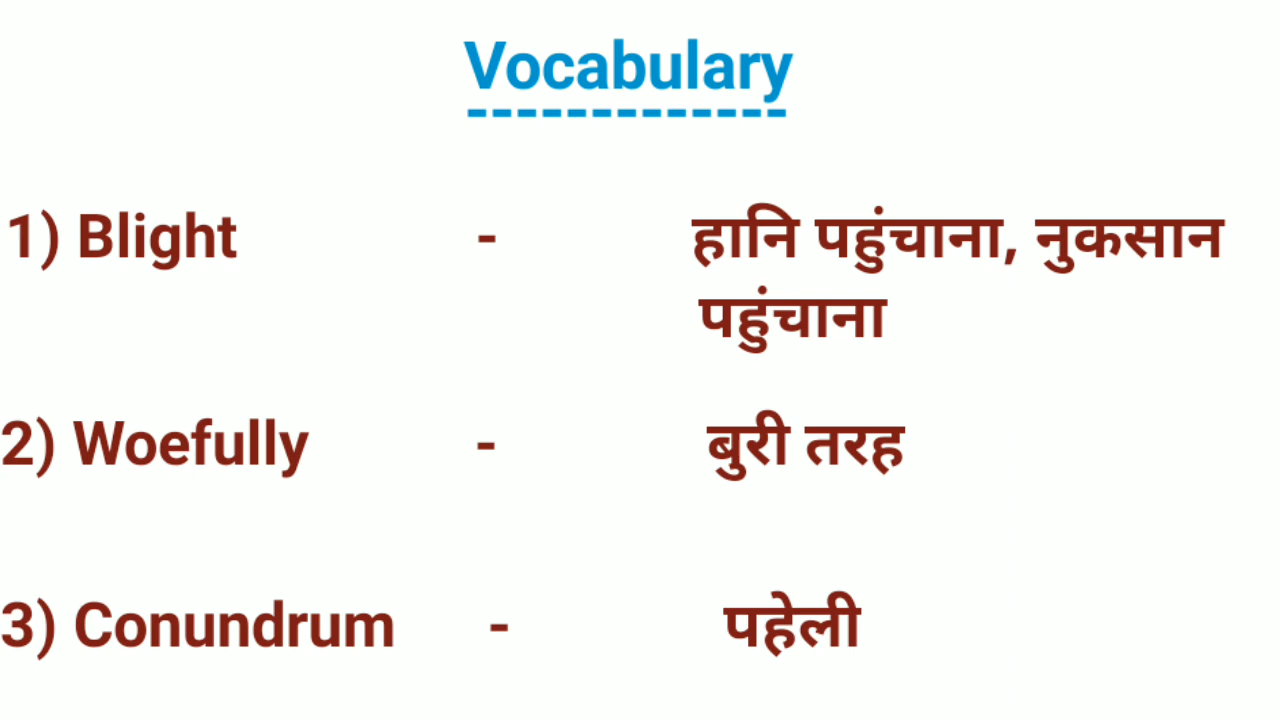 Vocabulary
-------------
1) Blight - हानि पहुंचाना, नुकसान
पहुंचाना
2) Woefully - बुरी तरह
3) Conundrum - पहेली